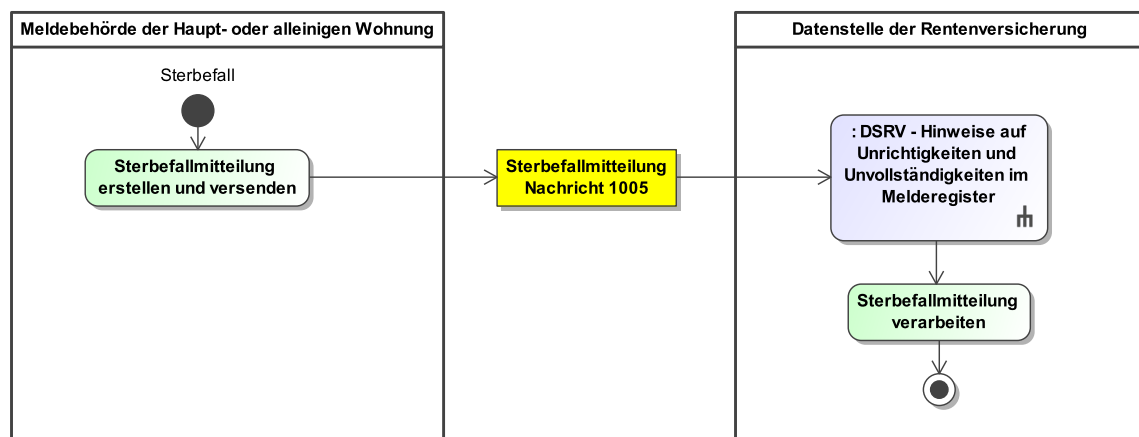 Meldebehörde der Haupt- oder alleinigen Wohnung
Sterbefall
Sterbefallmitteilung
erstellen und versenden
Sterbefallmitteilung
Nachricht 1005
Datenstelle der Rentenversicherung
: DSRV - Hinweise auf
Unrichtigkeiten und
Unvollständigkeiten im
Melderegister
Sterbefallmitteilung
verarbeiten